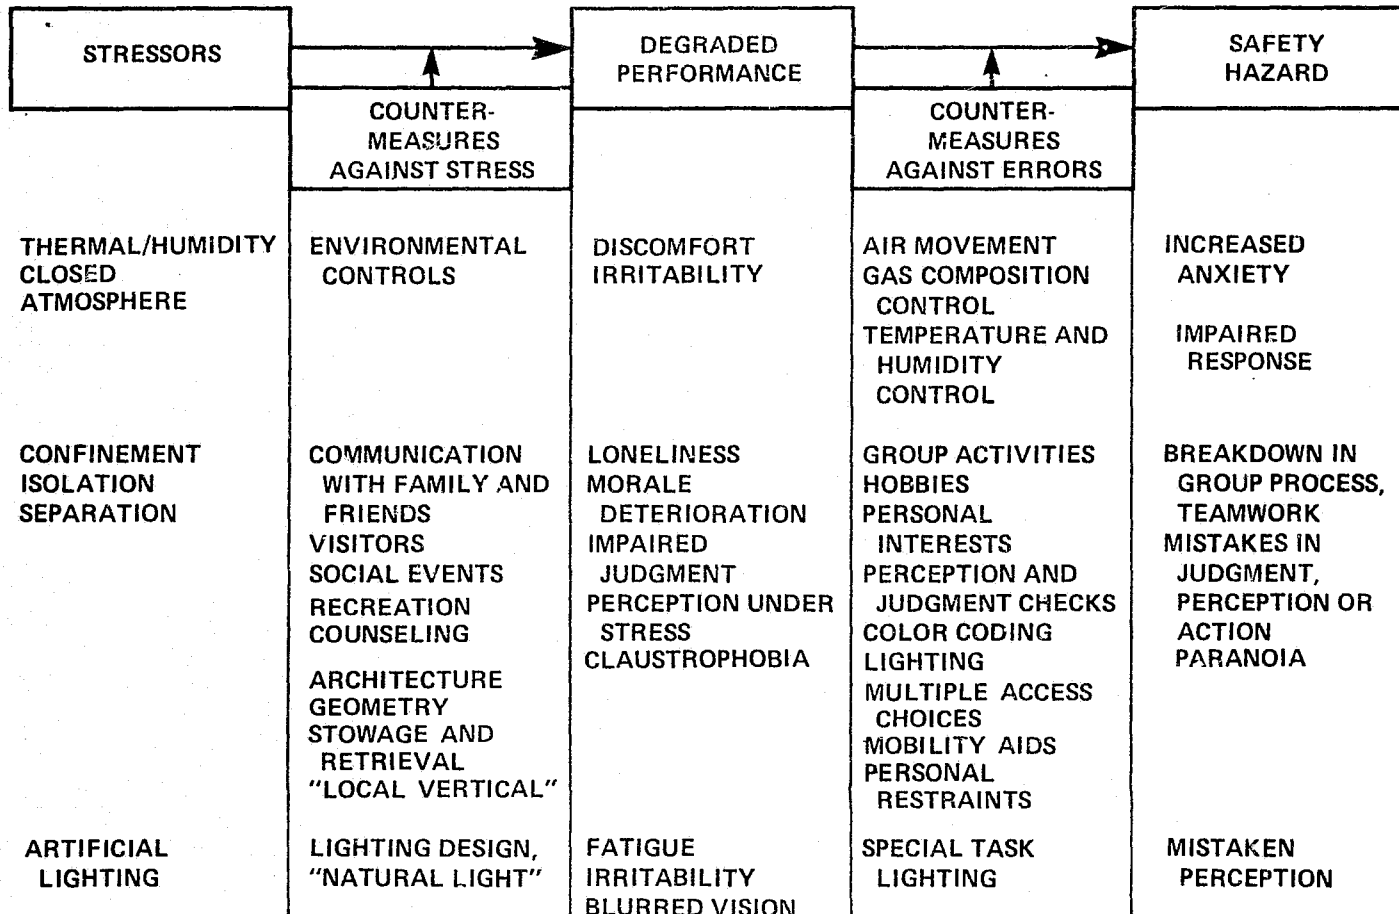 STRESSORS
DEGRADED
PERFORMANCE
SAFETY
HAZARD
COUNTER-
MEASURES
AGAINST STRESS
COUNTER-
MEASURES
AGAINST ERRORS
THERMAL/HUMIDITY
CLOSED
ATMOSPHERE
ENVIRONMENTAL
CONTROLS
DISCOMFORT
IRRITABILITY
AIR MOVEMENT
GAS COMPOSITION
CONTROL
TEMPERATURE AND
HUMIDITY
CONTROL
INCREASED
ANXIETY
IMPAIRED
RESPONSE
CONFINEMENT
ISOLATION
SEPARATION
COMMUNICATION
WITH FAMILY AND
FRIENDS
VISITORS
SOCIAL EVENTS
RECREATION
COUNSELING
ARCHITECTURE
GEOMETRY
STOWAGE AND
RETRIEVAL
"LOCAL VERTICAL"
LONELINESS
MORALE
DETERIORATION
IMPAIRED
JUDGMENT
PERCEPTION UNDER
STRESS
CLAUSTROPHOBIA
GROUP ACTIVITIES
HOBBIES
PERSONAL
INTERESTS
PERCEPTION AND
JUDGMENT CHECKS
COLOR CODING
LIGHTING
MULTIPLE ACCESS
CHOICES
MOBILITY AIDS
PERSONAL
RESTRAINTS
BREAKDOWN IN
GROUP PROCESS,
TEAMWORK
MISTAKES IN
JUDGMENT,
PERCEPTION OR
ACTION
PARANOIA
ARTIFICIAL
LIGHTING
LIGHTING DESIGN,
"NATURAL LIGHT"
FATIGUE
IRRITABILITY
BLURRED VISION
SPECIAL TASK
LIGHTING
MISTAKEN
PERCEPTION